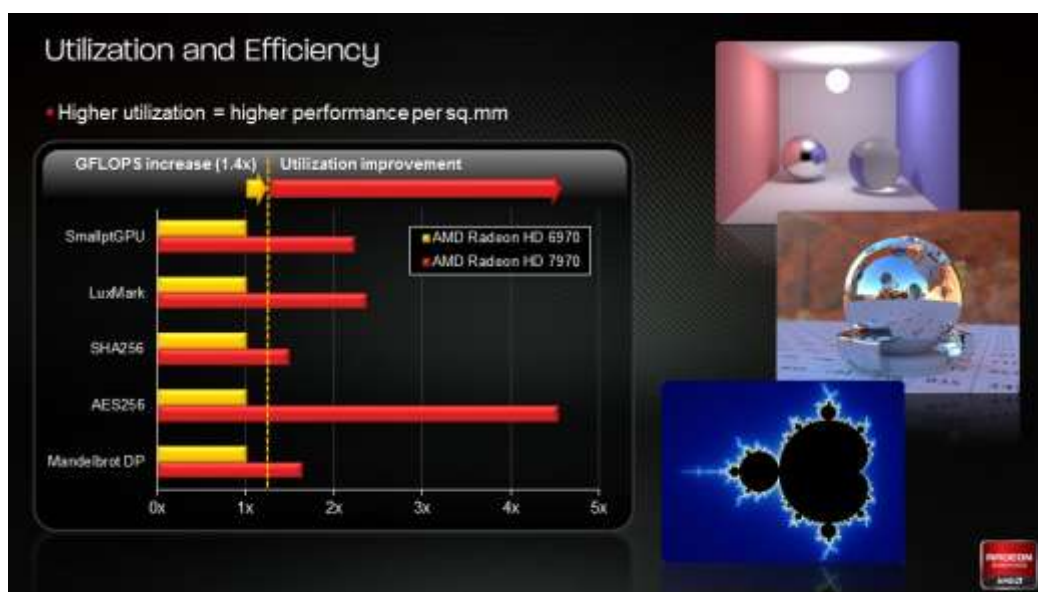 Utilization and Efficiency
Higher utilization = higher performance per sq.mm
GFLOPS increase (1.4x) Utilization improvement
AMD Radeon HD 6970
AMD Radeon HD 7970
SmallptGPU
LuxMark
SHA256
AES256
Mandelbrot DP
0x 1x 2x 3x 4x 5x
RADEON
AMD